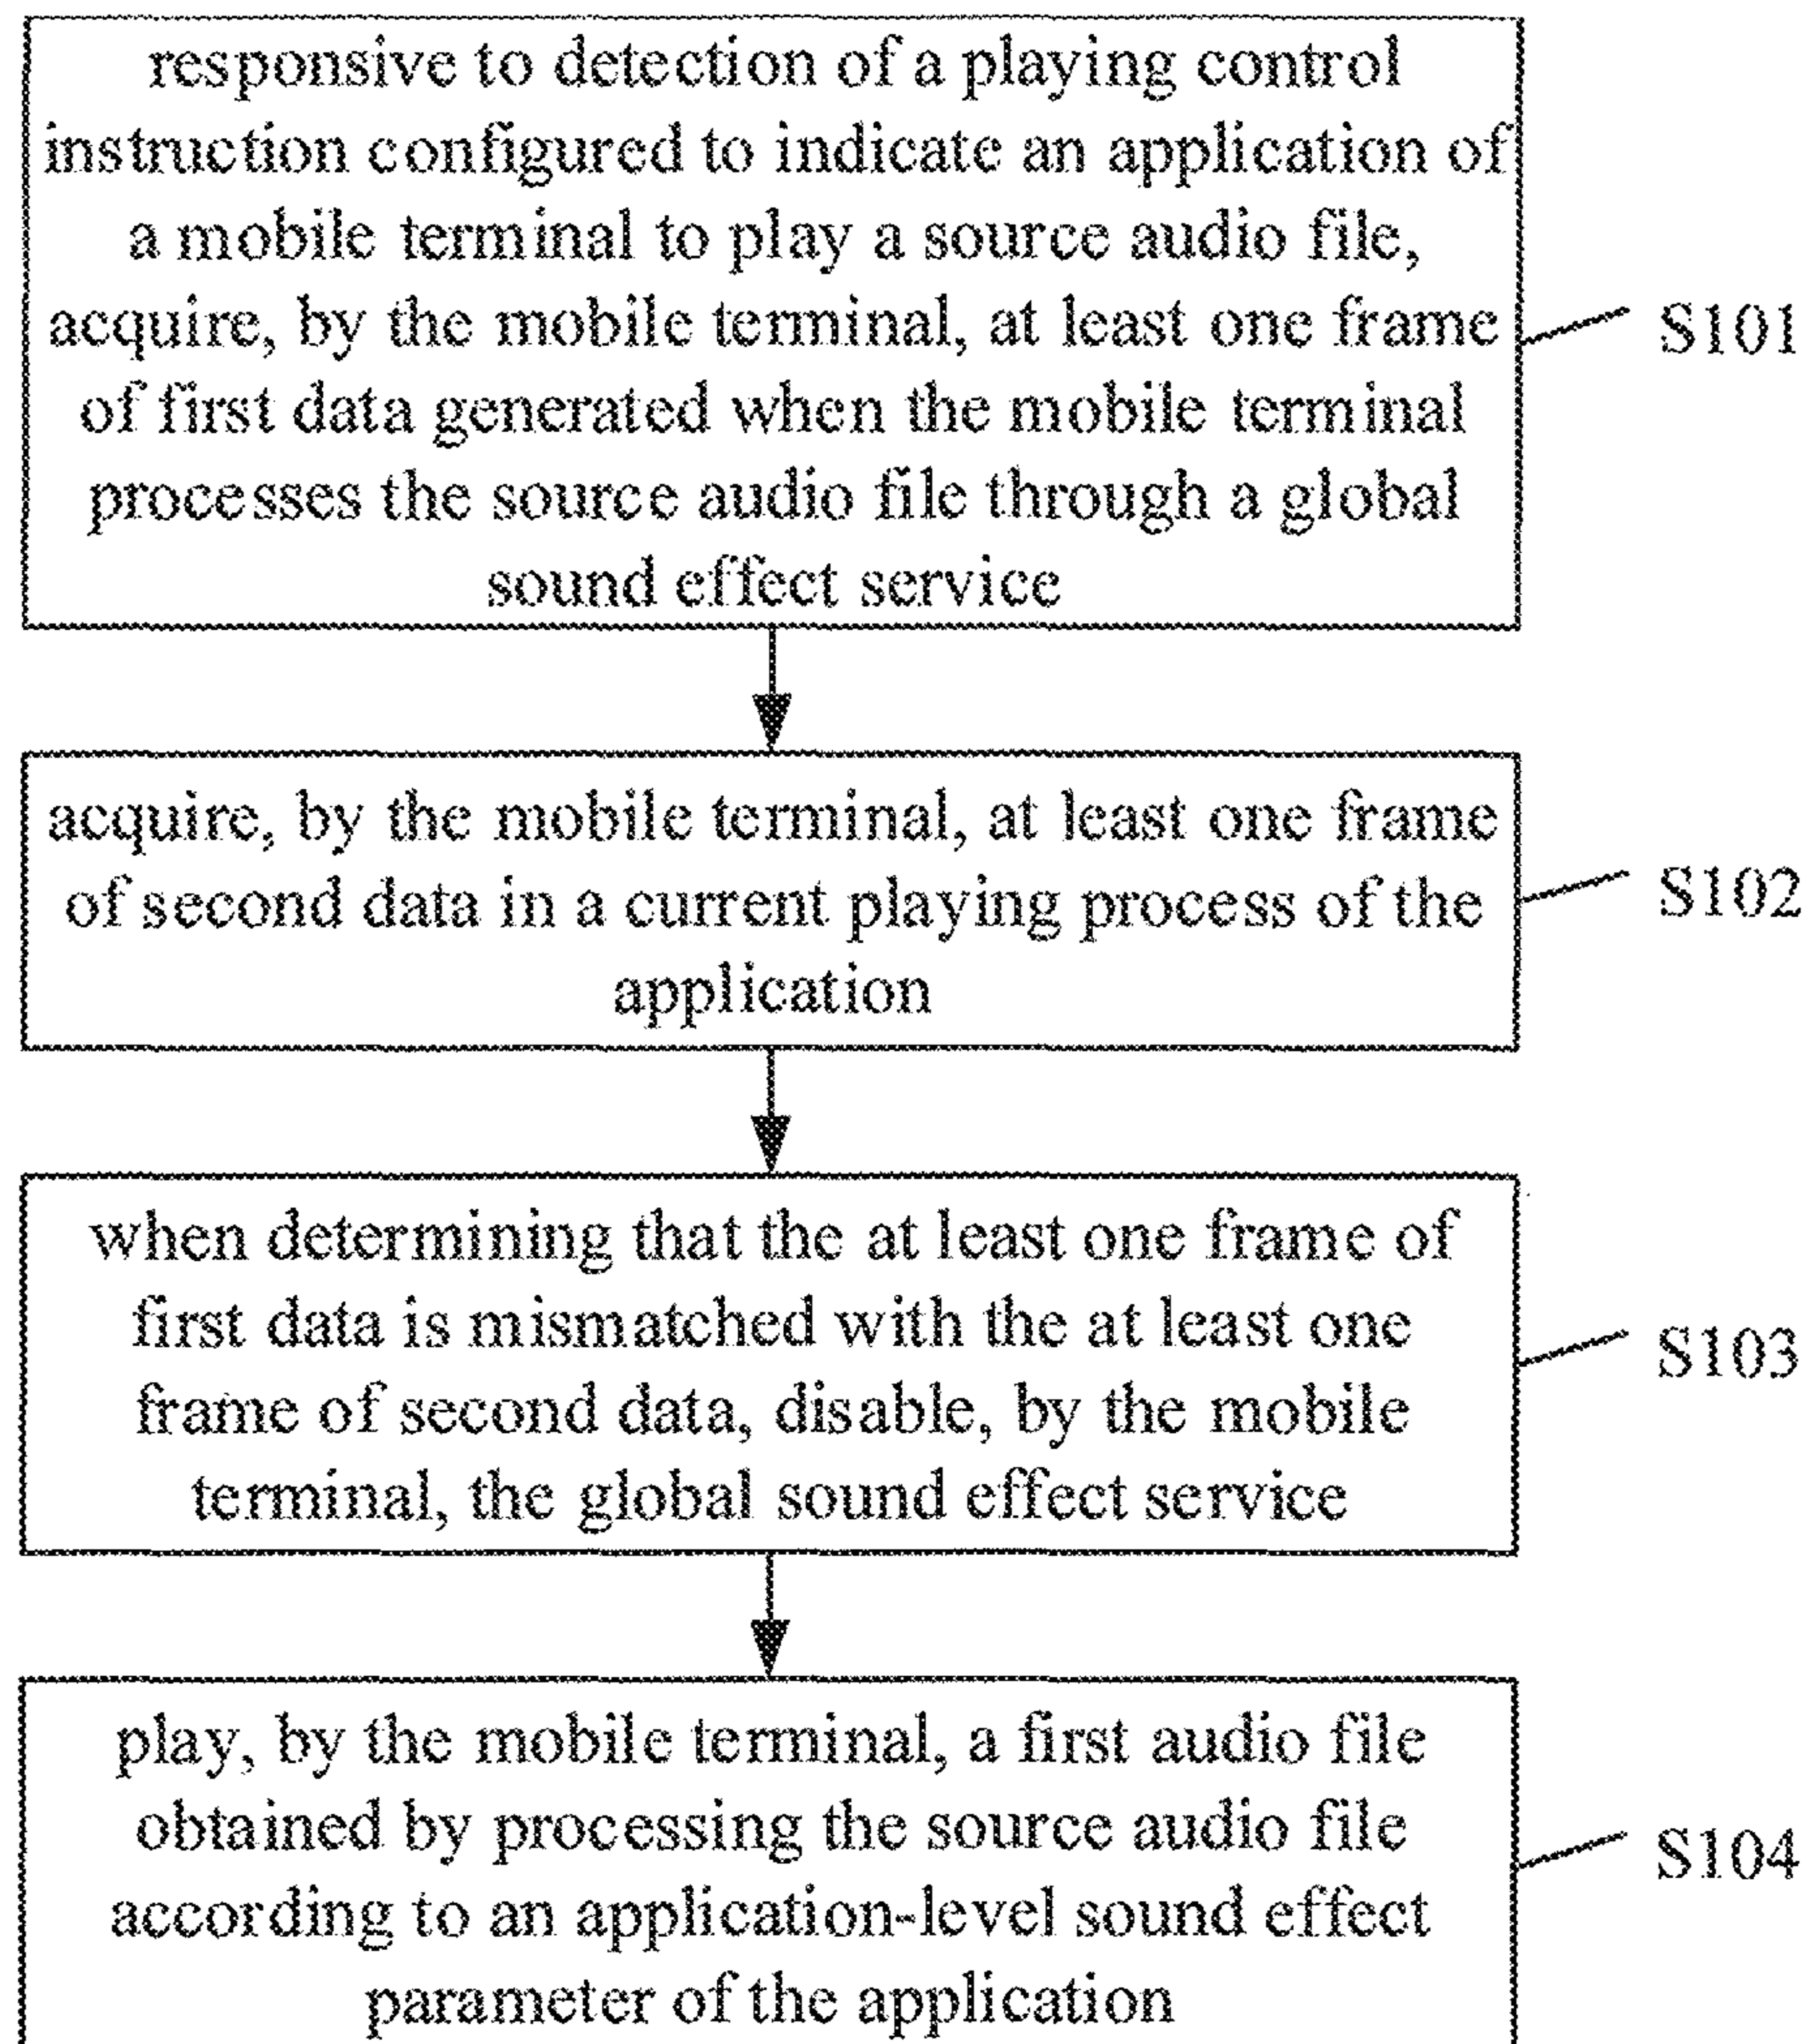 responsive to detection of a playing control
instruction configured to indicate an application of
a mobile terminal to play a source audio file,
acquire, by the mobile terminal, at least one frame
of first data generated when the mobile terminal
processes the source audio file through a global
sound effect service
S101
acquire, by the mobile terminal, at least one frame
of second data in a current playing process of the
application
S102
when determining that the at least one frame of
first data is mismatched with the at least one
frame of second data, disable, by the mobile
terminal, the global sound effect service
S103
play, by the mobile terminal, a first audio file
obtained by processing the source audio file
according to an application-level sound effect
parameter of the application
S104